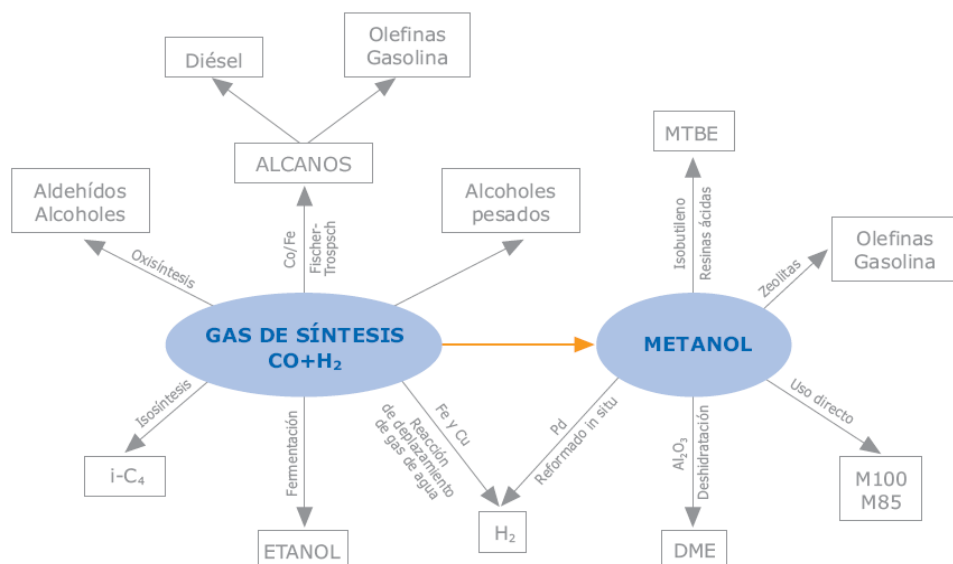 Olefinas
Gasolina
Diésel
MTBE
ALCANOS
Aldehídos
Alcoholes
Alcoholes
pesados
Co/Fe
Fischer-
Trospsch
Isobutileno
Resinas ácidas
Olefinas
Gasolina
Oxisíntesis
Zeolitas
GAS DE SÍNTESIS
CO+H₂
METANOL
Isosíntesis
Fermentación
Fe y Cu
Reacción
de deplazamiento
de gas de agua
Pd
Reformado in situ
Al₂O₃
Deshidratación
Uso directo
i-C₄
M100
M85
H₂
ETANOL
DME